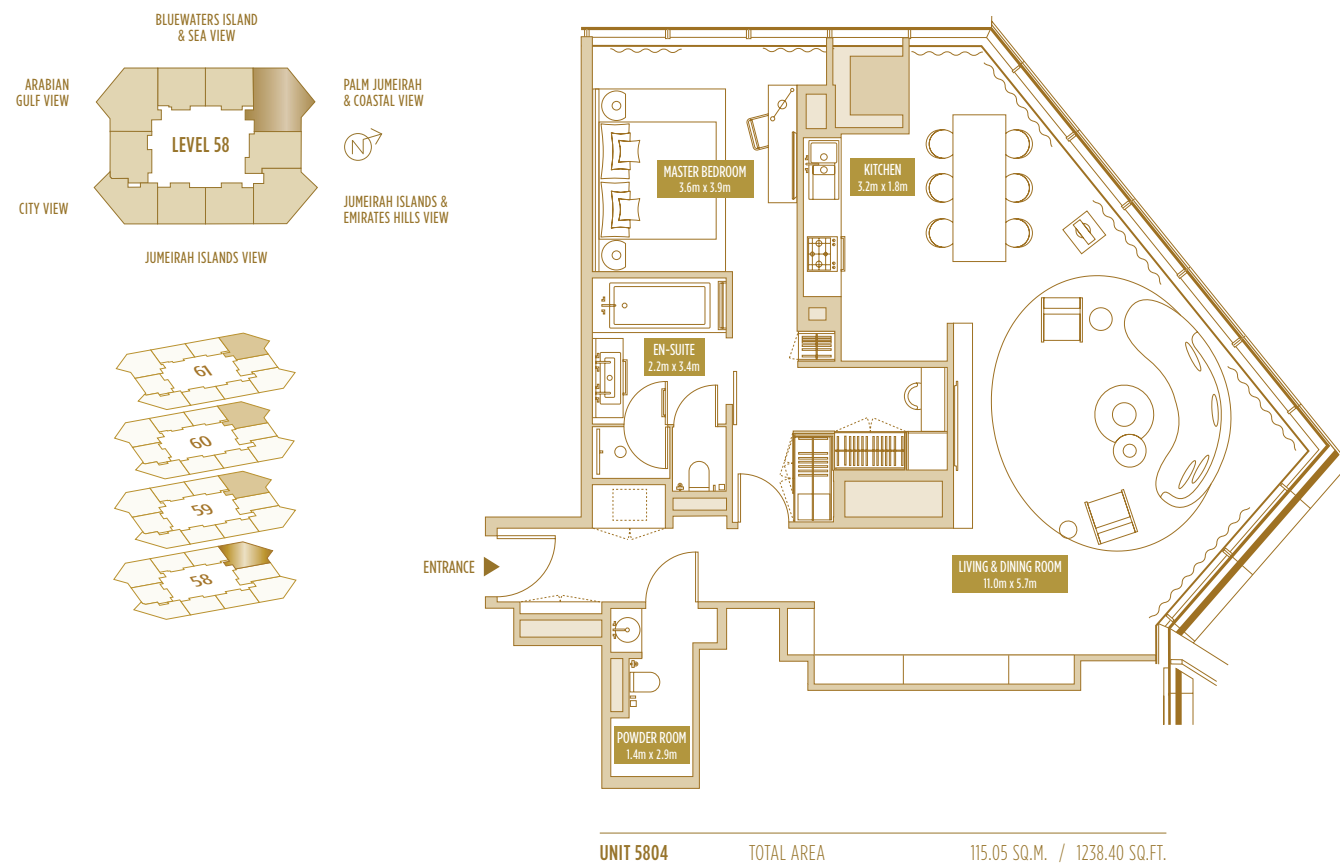 BLUEWATERS ISLAND
& SEA VIEW
ARABIAN
GULF VIEW
PALM JUMEIRAH
& COASTAL VIEW
LEVEL 58
N
CITY VIEW
JUMEIRAH ISLANDS &
EMIRATES HILLS VIEW
JUMEIRAH ISLANDS VIEW
61
60
59
58
MASTER BEDROOM
3.6m x 3.9m
KITCHEN
3.2m x 1.8m
EN-SUITE
2.2m x 3.4m
ENTRANCE
LIVING & DINING ROOM
11.0m x 5.7m
POWDER ROOM
1.4m x 2.9m
UNIT 5804 TOTAL AREA 115.05 SQ.M. / 1238.40 SQ.FT.